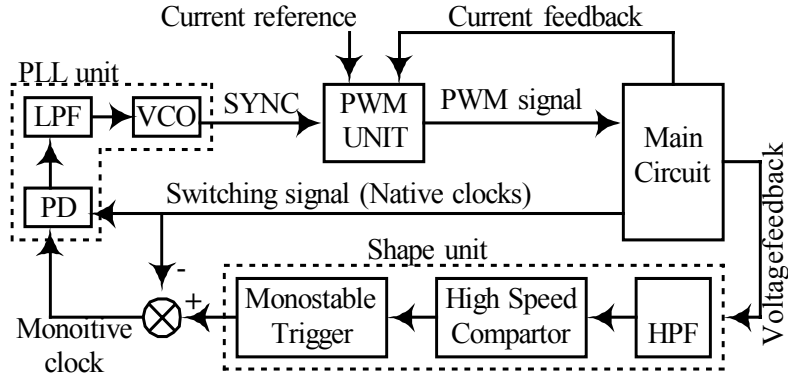 Current reference
Current feedback
PLL unit
LPF
VCO
SYNC
PWM
UNIT
PWM signal
Main
Circuit
Voltagefeedback
PD
Switching signal (Native clocks)
Shape unit
-
+
Monostable
Trigger
High Speed
Compartor
HPF
Monoitive
clock